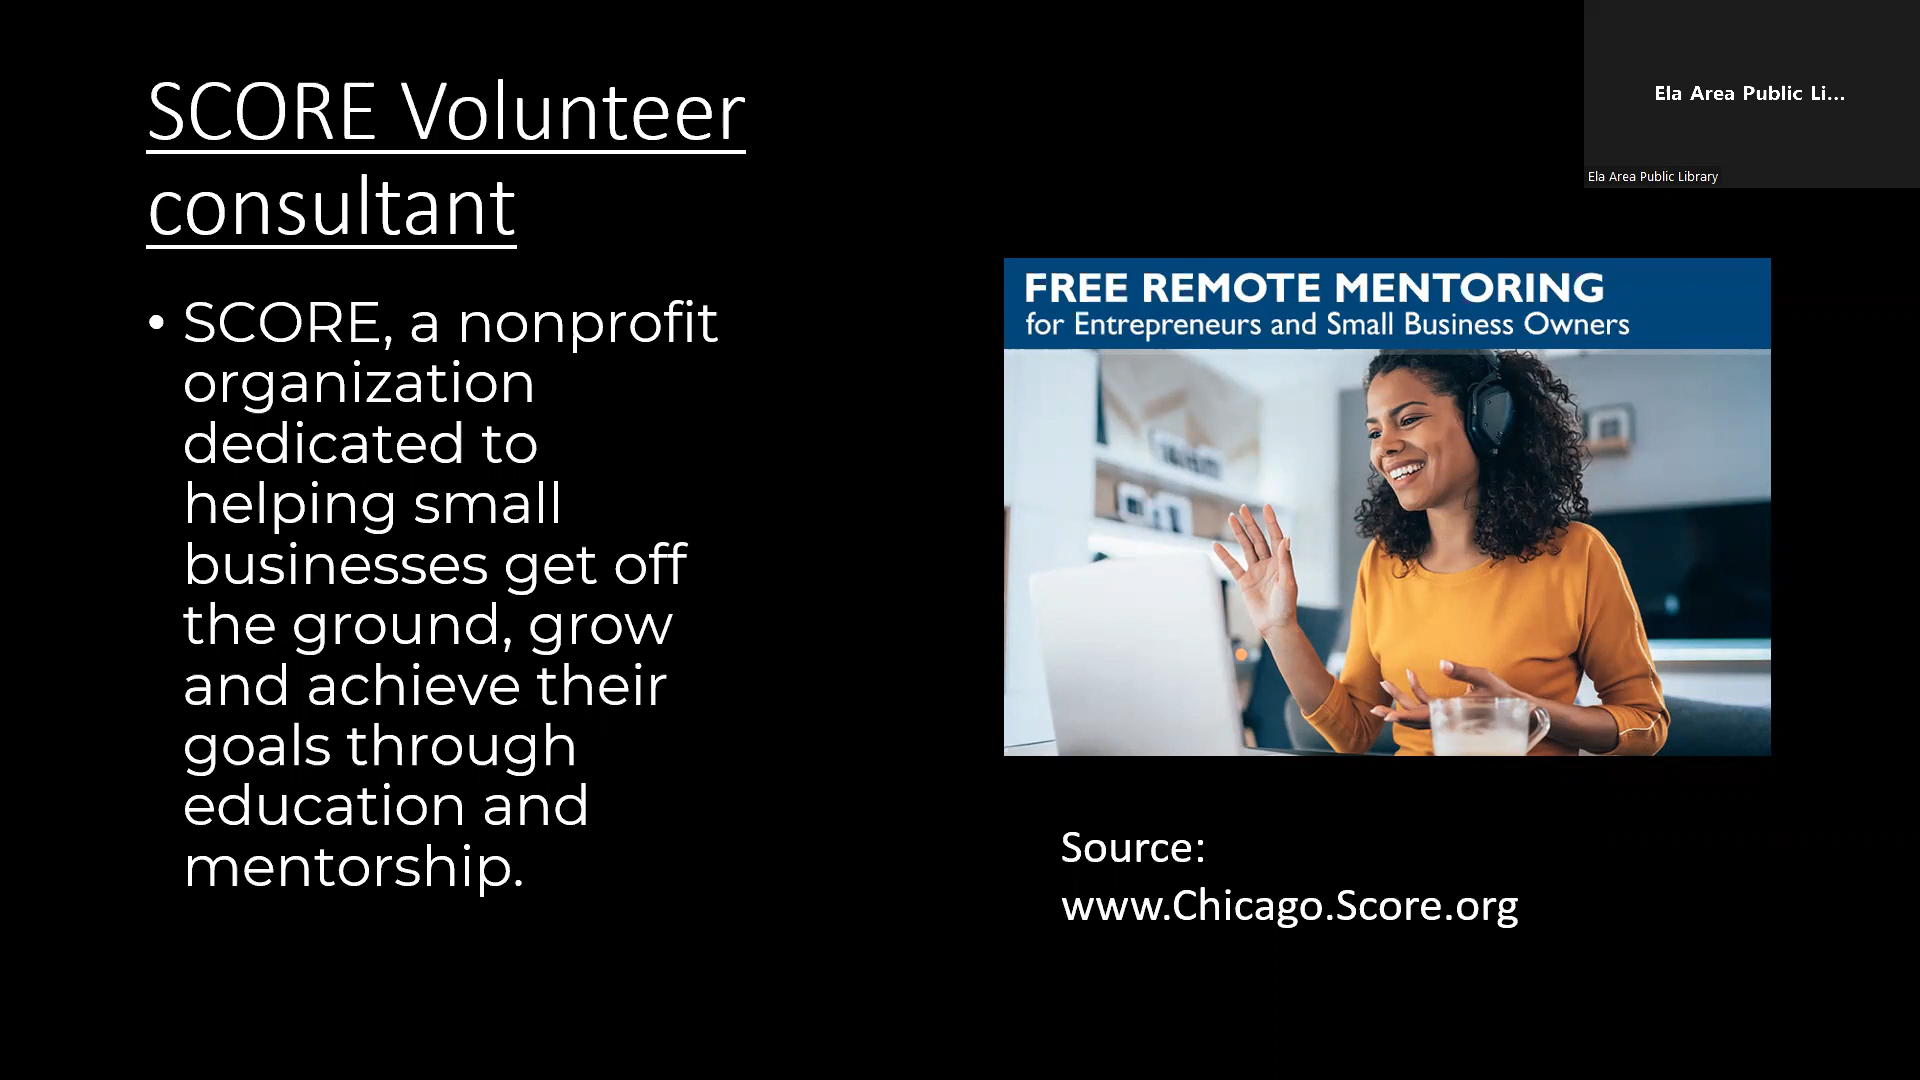 SCORE Volunteer
consultant
• SCORE, a nonprofit
organization
dedicated to
helping small
businesses get off
the ground, grow
and achieve their
goals through
education and
mentorship.
FREE REMOTE MENTORING
for Entrepreneurs and Small Business Owners
Source:
www.Chicago.Score.org
Ela Area Public Li...
Ela Area Public Library